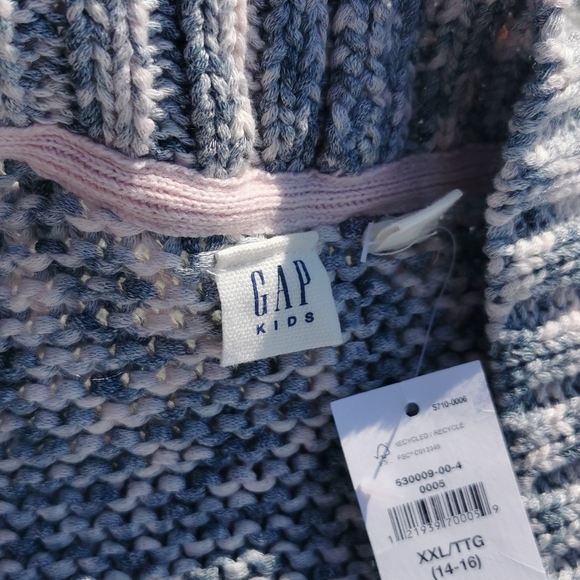 GAP
KIDS
5710-0006
RECYCLED / RECYCLE
530009-00-4
0005
XXL/TTG
(14-16)